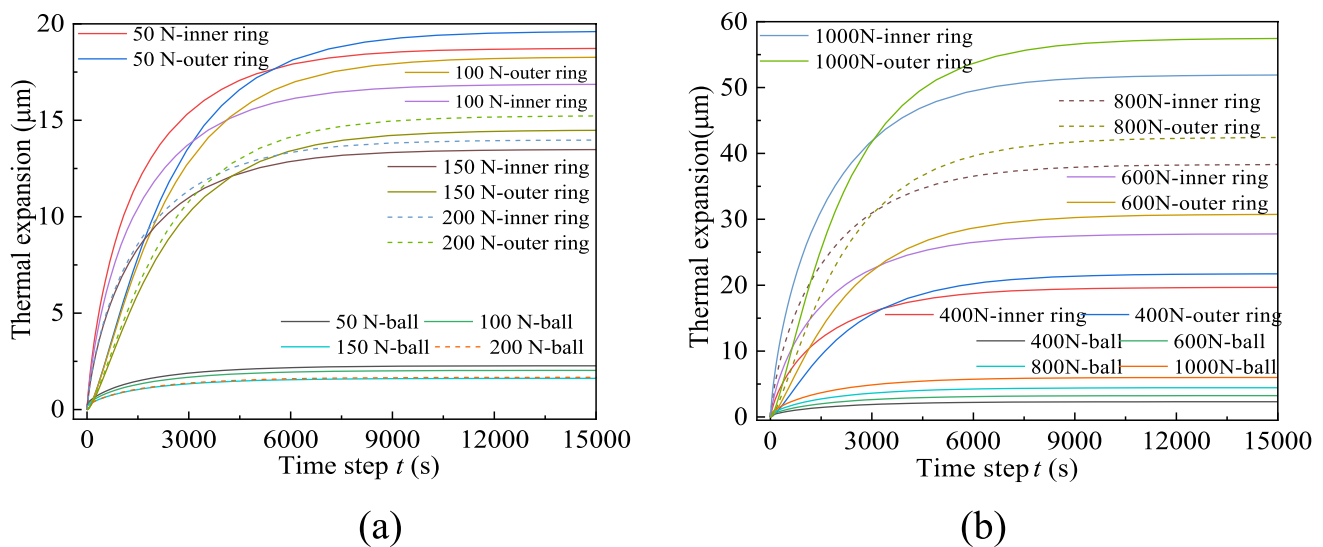 20
15
10
5
0
Thermal expansion (μm)
50 N-inner ring
50 N-outer ring
100 N-outer ring
100 N-inner ring
150 N-inner ring
150 N-outer ring
200 N-inner ring
200 N-outer ring
50 N-ball 100 N-ball
150 N-ball 200 N-ball
0 3000 6000 9000 12000 15000
Time step t (s)
(a)
60
50
40
30
20
10
0
Thermal expansion(μm)
1000N-inner ring
1000N-outer ring
800N-inner ring
800N-outer ring
600N-inner ring
600N-outer ring
400N-inner ring 400N-outer ring
400N-ball 600N-ball
800N-ball 1000N-ball
0 3000 6000 9000 12000 15000
Time step t (s)
(b)